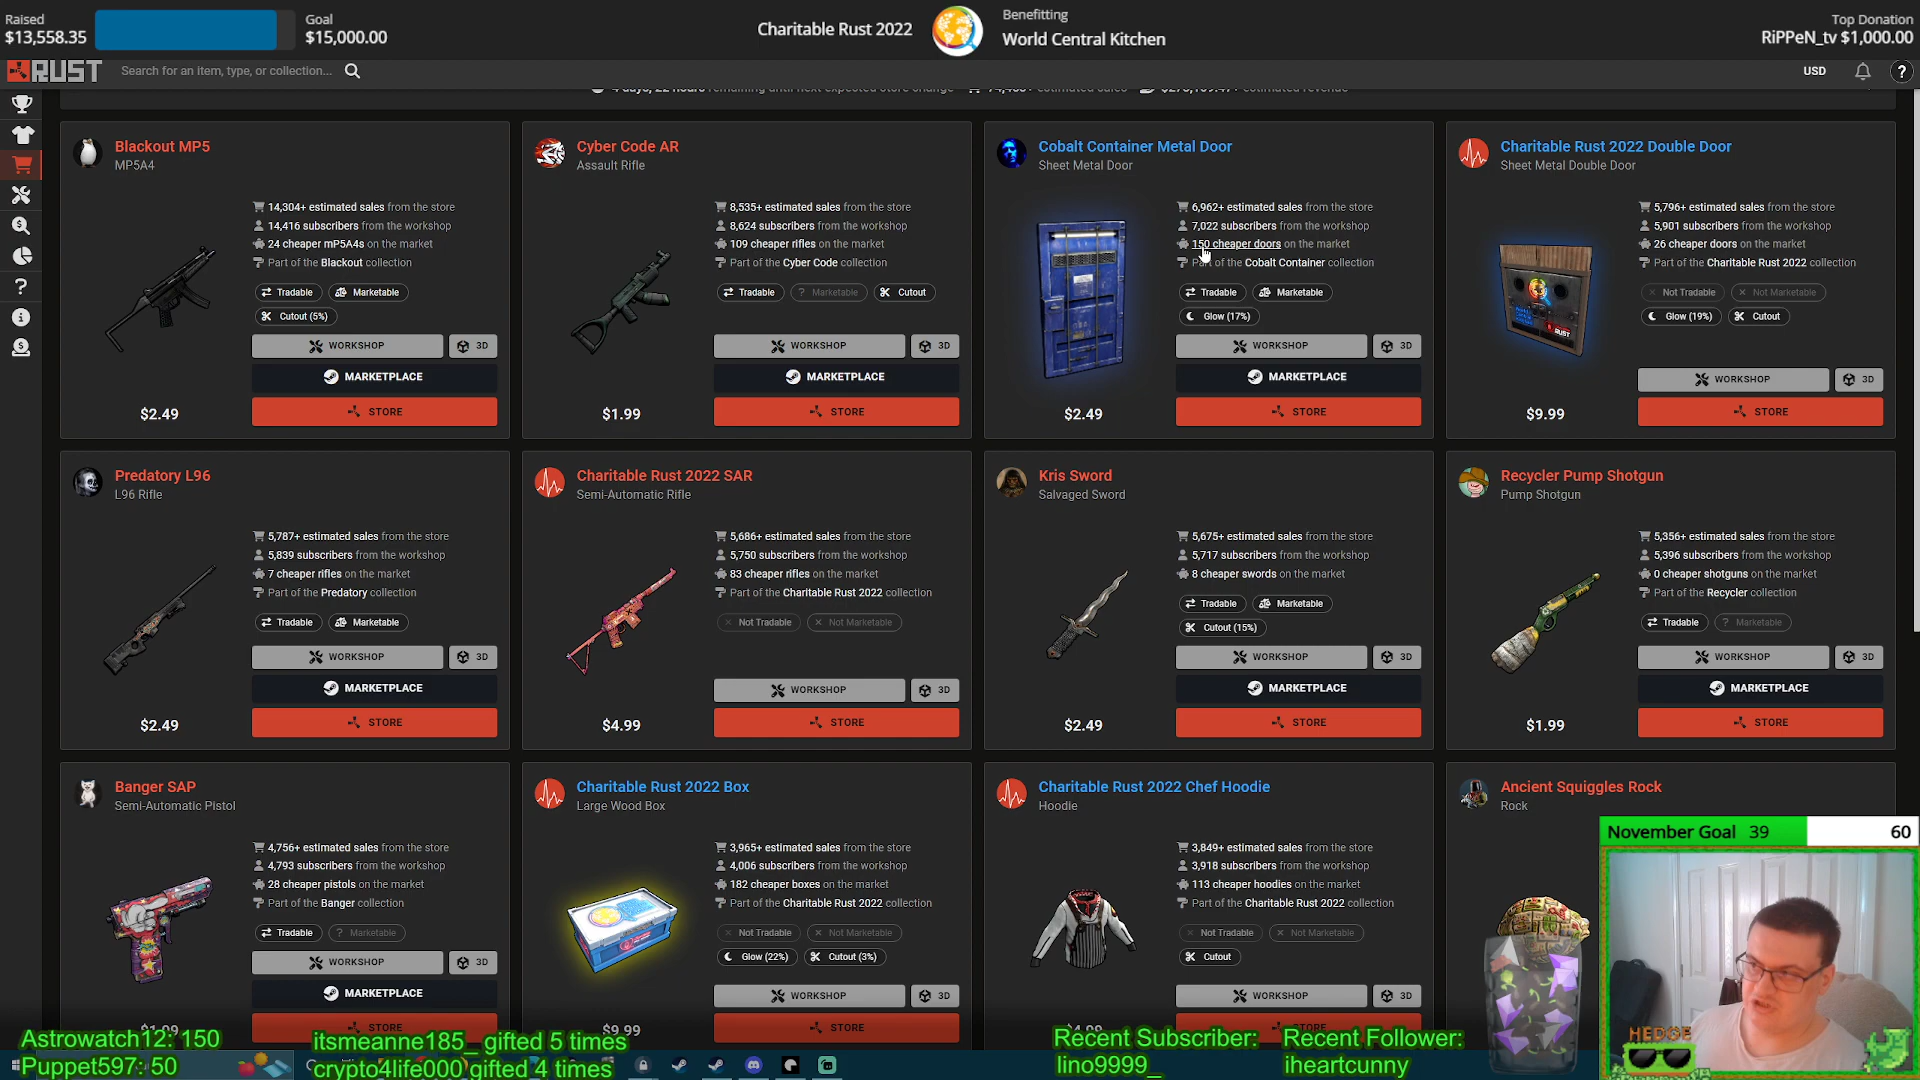 Raised
$13,558.35
Goal
$15,000.00
Charitable Rust 2022
Benefitting
World Central Kitchen
Top Donation
RiPPeN_tv $1,000.00
RUST
Search for an item, type, or collection...
USD
?
4 days, 22 hours remaining until next expected store change
estimated sales
estimated revenue
Blackout MP5
MP5A4
14,304+ estimated sales from the store
14,416 subscribers from the workshop
24 cheaper mP5A4s on the market
Part of the Blackout collection
Tradable
Marketable
Cutout (5%)
WORKSHOP
3D
MARKETPLACE
$2.49
STORE
Cyber Code AR
Assault Rifle
8,535+ estimated sales from the store
8,624 subscribers from the workshop
109 cheaper rifles on the market
Part of the Cyber Code collection
Tradable
? Marketable
Cutout
WORKSHOP
3D
MARKETPLACE
$1.99
STORE
Cobalt Container Metal Door
Sheet Metal Door
6,962+ estimated sales from the store
7,022 subscribers from the workshop
150 cheaper doors on the market
Part of the Cobalt Container collection
Tradable
Marketable
Glow (17%)
WORKSHOP
3D
MARKETPLACE
$2.49
STORE
Charitable Rust 2022 Double Door
Sheet Metal Double Door
5,796+ estimated sales from the store
5,901 subscribers from the workshop
26 cheaper doors on the market
Part of the Charitable Rust 2022 collection
Not Tradable
Not Marketable
Glow (19%)
Cutout
WORKSHOP
3D
$9.99
STORE
Predatory L96
L96 Rifle
5,787+ estimated sales from the store
5,839 subscribers from the workshop
7 cheaper rifles on the market
Part of the Predatory collection
Tradable
Marketable
WORKSHOP
3D
MARKETPLACE
$2.49
STORE
Charitable Rust 2022 SAR
Semi-Automatic Rifle
5,686+ estimated sales from the store
5,750 subscribers from the workshop
83 cheaper rifles on the market
Part of the Charitable Rust 2022 collection
Not Tradable
Not Marketable
WORKSHOP
3D
$4.99
STORE
Kris Sword
Salvaged Sword
5,675+ estimated sales from the store
5,717 subscribers from the workshop
8 cheaper swords on the market
Tradable
Marketable
Cutout (15%)
WORKSHOP
3D
MARKETPLACE
$2.49
STORE
Recycler Pump Shotgun
Pump Shotgun
5,356+ estimated sales from the store
5,396 subscribers from the workshop
0 cheaper shotguns on the market
Part of the Recycler collection
Tradable
? Marketable
WORKSHOP
3D
MARKETPLACE
$1.99
STORE
Banger SAP
Semi-Automatic Pistol
4,756+ estimated sales from the store
4,793 subscribers from the workshop
28 cheaper pistols on the market
Part of the Banger collection
Tradable
? Marketable
WORKSHOP
3D
MARKETPLACE
$1.99
STORE
Charitable Rust 2022 Box
Large Wood Box
3,965+ estimated sales from the store
4,006 subscribers from the workshop
182 cheaper boxes on the market
Part of the Charitable Rust 2022 collection
Not Tradable
Not Marketable
Glow (22%)
Cutout (3%)
WORKSHOP
3D
$9.99
STORE
Charitable Rust 2022 Chef Hoodie
Hoodie
3,849+ estimated sales from the store
3,918 subscribers from the workshop
113 cheaper hoodies on the market
Part of the Charitable Rust 2022 collection
Not Tradable
Not Marketable
Cutout
WORKSHOP
3D
$4.99
STORE
Ancient Squiggles Rock
Rock
November Goal 39
60
HEDGE
Astrowatch12: 150
Puppet597: 50
itsmeanne185_ gifted 5 times
crypto4life000 gifted 4 times
Recent Subscriber:
lino9999_
Recent Follower:
iheartcunny